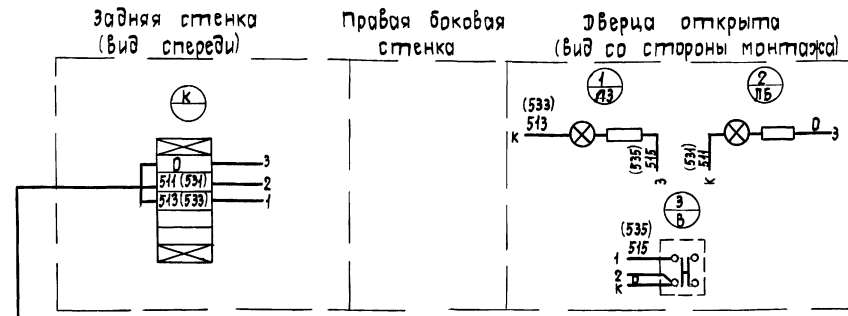 Задняя стенка
(вид спереди)
Правая боковая
стенка
Дверца открыта
(вид со стороны монтажа)
К
1
ЛЗ
2
ЛБ
(533)
513
К
(535)
515
3
(531)
511
К
0
3
0
3
511(531)
2
513(533)
1
3
В
(535)
515
1
2
0
К